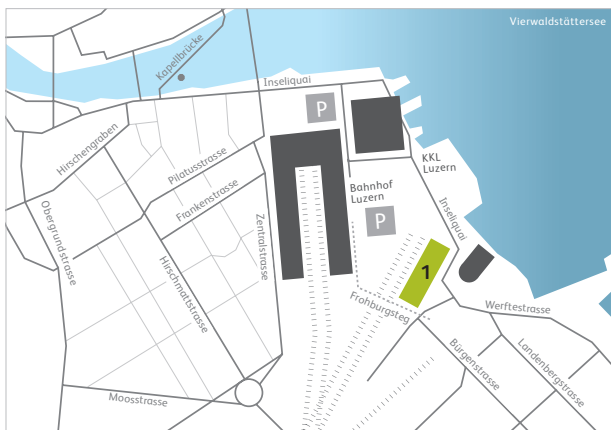 Vierwaldstättersee
Kapellbrücke
Inseliquai
P
Hirschengraben
Pilatusstrasse
KKL
Luzern
Bahnhof
Luzern
Frankenstrasse
P
Inseliquai
Obergrundstrasse
Zentralstrasse
Hirschmattstrasse
1
Frohburgsteg
Werftestrasse
Bürgenstrasse
Landenbergstrasse
Moosstrasse